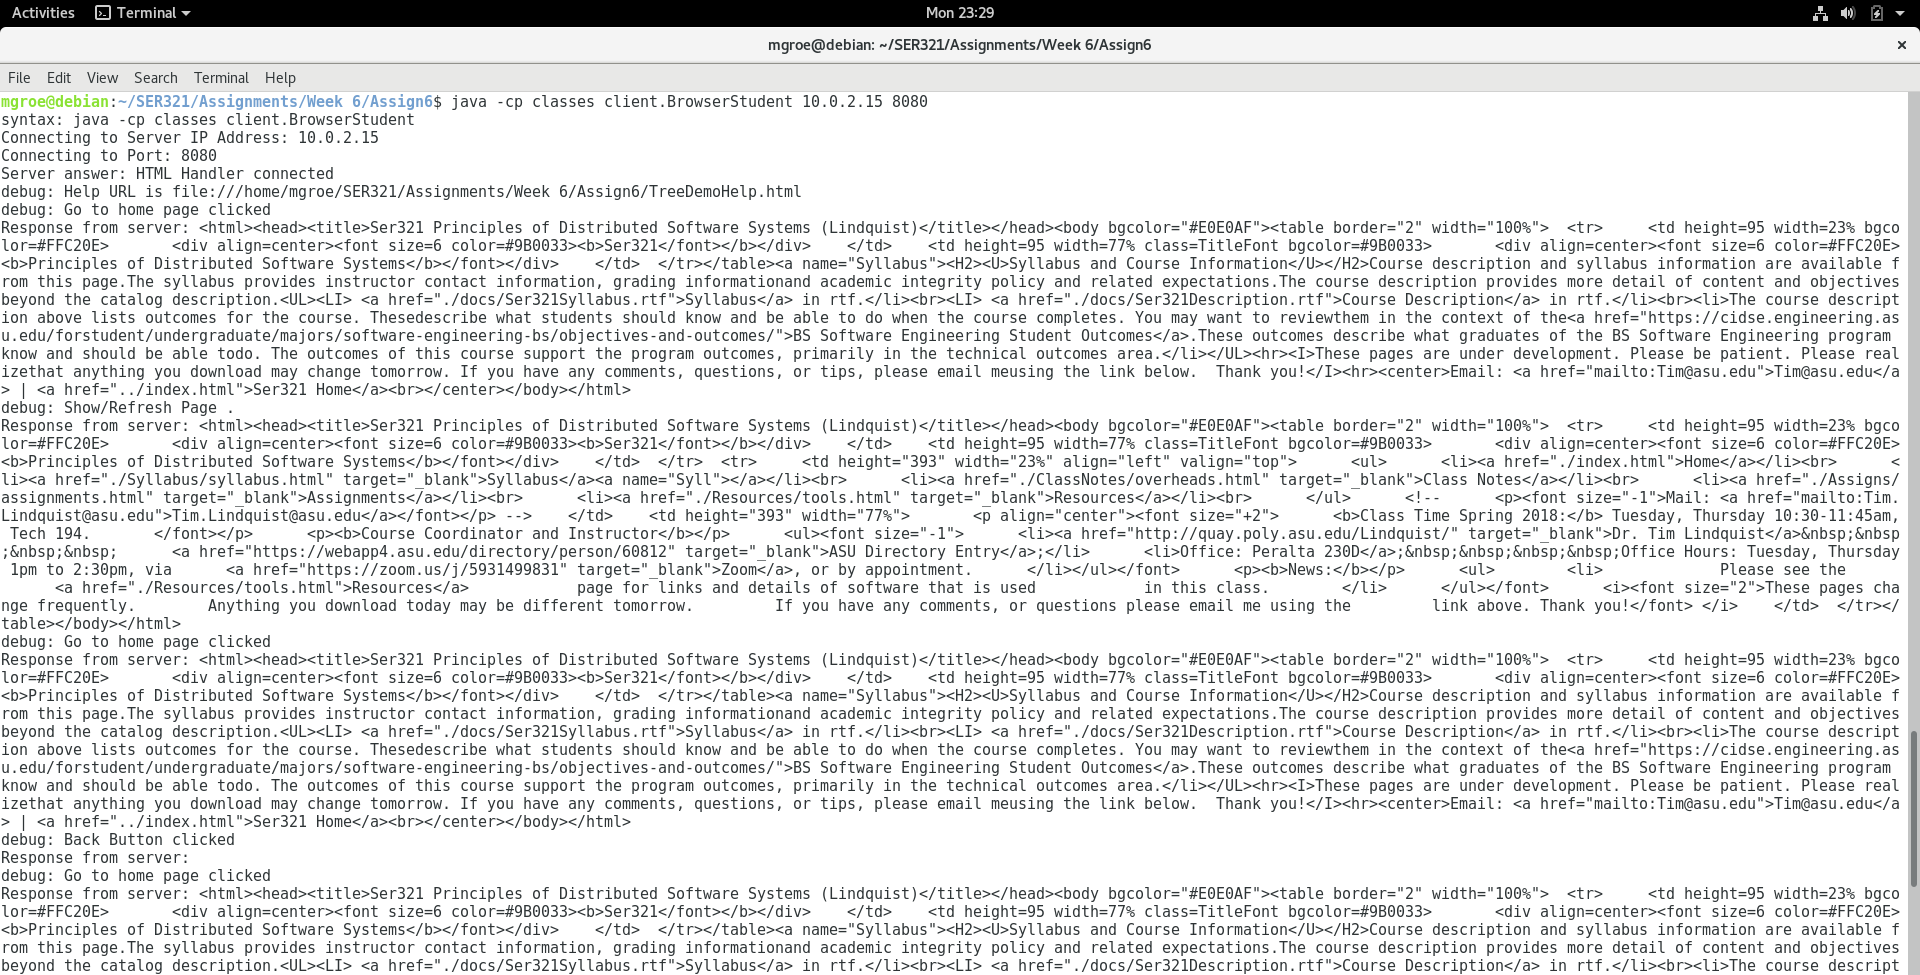 Activities Terminal Mon 23:29
mgroe@debian: ~/SER321/Assignments/Week 6/Assign6 ×
File Edit View Search Terminal Help
mgroe@debian:~/SER321/Assignments/Week 6/Assign6$ java -cp classes client.BrowserStudent 10.0.2.15 8080
syntax: java -cp classes client.BrowserStudent
Connecting to Server IP Address: 10.0.2.15
Connecting to Port: 8080
Server answer: HTML Handler connected
debug: Help URL is file:///home/mgroe/SER321/Assignments/Week 6/Assign6/TreeDemoHelp.html
debug: Go to home page clicked
Response from server: <html><head><title>Ser321 Principles of Distributed Software Systems (Lindquist)</title></head><body bgcolor="#E0E0AF"><table border="2" width="100%">  <tr>     <td height=95 width=23% bgco
lor=#FFC20E>       <div align=center><font size=6 color=#9B0033><b>Ser321</font></b></div>    </td>    <td height=95 width=77% class=TitleFont bgcolor=#9B0033>       <div align=center><font size=6 color=#FFC20E>
<b>Principles of Distributed Software Systems</b></font></div>    </td>  </tr></table><a name="Syllabus"><H2><U>Syllabus and Course Information</U></H2>Course description and syllabus information are available f
rom this page.The syllabus provides instructor contact information, grading informationand academic integrity policy and related expectations.The course description provides more detail of content and objectives
beyond the catalog description.<UL><LI> <a href="./docs/Ser321Syllabus.rtf">Syllabus</a> in rtf.</li><br><LI> <a href="./docs/Ser321Description.rtf">Course Description</a> in rtf.</li><br><li>The course descript
ion above lists outcomes for the course. Thesedescribe what students should know and be able to do when the course completes. You may want to reviewthem in the context of the<a href="https://cidse.engineering.as
u.edu/forstudent/undergraduate/majors/software-engineering-bs/objectives-and-outcomes/">BS Software Engineering Student Outcomes</a>.These outcomes describe what graduates of the BS Software Engineering program
know and should be able todo. The outcomes of this course support the program outcomes, primarily in the technical outcomes area.</li></UL><hr><I>These pages are under development. Please be patient. Please real
izethat anything you download may change tomorrow. If you have any comments, questions, or tips, please email meusing the link below.  Thank you!</I><hr><center>Email: <a href="mailto:Tim@asu.edu">Tim@asu.edu</a
> | <a href="../index.html">Ser321 Home</a><br></center></body></html>
debug: Show/Refresh Page .
Response from server: <html><head><title>Ser321 Principles of Distributed Software Systems (Lindquist)</title></head><body bgcolor="#E0E0AF"><table border="2" width="100%">  <tr>     <td height=95 width=23% bgco
lor=#FFC20E>       <div align=center><font size=6 color=#9B0033><b>Ser321</font></b></div>    </td>    <td height=95 width=77% class=TitleFont bgcolor=#9B0033>       <div align=center><font size=6 color=#FFC20E>
<b>Principles of Distributed Software Systems</b></font></div>    </td>  </tr>  <tr>     <td height="393" width="23%" align="left" valign="top">      <ul>      <li><a href="./index.html">Home</a></li><br>      <
li><a href="./Syllabus/syllabus.html" target="_blank">Syllabus<a name="Syll"></a></li><br>      <li><a href="./ClassNotes/overheads.html" target="_blank">Class Notes</a></li><br>      <li><a href="./Assigns/
assignments.html" target="_blank">Assignments</a></li><br>      <li><a href="./Resources/tools.html" target="_blank">Resources</a></li><br>      </ul>      <!--      <p><font size="-1">Mail: <a href="mailto:Tim.
Lindquist@asu.edu">Tim.Lindquist@asu.edu</a></font></p> -->    </td>    <td height="393" width="77%">       <p align="center"><font size="+2">      <b>Class Time Spring 2018:</b> Tuesday, Thursday 10:30-11:45am,
 Tech 194.       </font></p>      <p><b>Course Coordinator and Instructor</b></p>      <ul><font size="-1">      <li><a href="http://quay.poly.asu.edu/Lindquist/" target="_blank">Dr. Tim Lindquist</a>&nbsp;&nbsp
;&nbsp;&nbsp;      <a href="https://webapp4.asu.edu/directory/person/60812" target="_blank">ASU Directory Entry</a>;</li>      <li>Office: Peralta 230D</a>;&nbsp;&nbsp;&nbsp;&nbsp;Office Hours: Tuesday, Thursday
 1pm to 2:30pm, via      <a href="https://zoom.us/j/5931499831" target="_blank">Zoom</a>, or by appointment.      </li></ul></font>      <p><b>News:</b></p>      <ul>        <li>             Please see the
      <a href="./Resources/tools.html">Resources</a>            page for links and details of software that is used            in this class.        </li>      </ul></font>      <i><font size="2">These pages cha
nge frequently.        Anything you download today may be different tomorrow.         If you have any comments, or questions please email me using the         link above. Thank you!</font> </i>    </td>  </tr></
table></body></html>
debug: Go to home page clicked
Response from server: <html><head><title>Ser321 Principles of Distributed Software Systems (Lindquist)</title></head><body bgcolor="#E0E0AF"><table border="2" width="100%">  <tr>     <td height=95 width=23% bgco
lor=#FFC20E>       <div align=center><font size=6 color=#9B0033><b>Ser321</font></b></div>    </td>    <td height=95 width=77% class=TitleFont bgcolor=#9B0033>       <div align=center><font size=6 color=#FFC20E>
<b>Principles of Distributed Software Systems</b></font></div>    </td>  </tr></table><a name="Syllabus"><H2><U>Syllabus and Course Information</U></H2>Course description and syllabus information are available f
rom this page.The syllabus provides instructor contact information, grading informationand academic integrity policy and related expectations.The course description provides more detail of content and objectives
beyond the catalog description.<UL><LI> <a href="./docs/Ser321Syllabus.rtf">Syllabus</a> in rtf.</li><br><LI> <a href="./docs/Ser321Description.rtf">Course Description</a> in rtf.</li><br><li>The course descript
ion above lists outcomes for the course. Thesedescribe what students should know and be able to do when the course completes. You may want to reviewthem in the context of the<a href="https://cidse.engineering.as
u.edu/forstudent/undergraduate/majors/software-engineering-bs/objectives-and-outcomes/">BS Software Engineering Student Outcomes</a>.These outcomes describe what graduates of the BS Software Engineering program
know and should be able todo. The outcomes of this course support the program outcomes, primarily in the technical outcomes area.</li></UL><hr><I>These pages are under development. Please be patient. Please real
izethat anything you download may change tomorrow. If you have any comments, questions, or tips, please email meusing the link below.  Thank you!</I><hr><center>Email: <a href="mailto:Tim@asu.edu">Tim@asu.edu</a
> | <a href="../index.html">Ser321 Home</a><br></center></body></html>
debug: Back Button clicked
Response from server:
debug: Go to home page clicked
Response from server: <html><head><title>Ser321 Principles of Distributed Software Systems (Lindquist)</title></head><body bgcolor="#E0E0AF"><table border="2" width="100%">  <tr>     <td height=95 width=23% bgco
lor=#FFC20E>       <div align=center><font size=6 color=#9B0033><b>Ser321</font></b></div>    </td>    <td height=95 width=77% class=TitleFont bgcolor=#9B0033>       <div align=center><font size=6 color=#FFC20E>
<b>Principles of Distributed Software Systems</b></font></div>    </td>  </tr></table><a name="Syllabus"><H2><U>Syllabus and Course Information</U></H2>Course description and syllabus information are available f
rom this page.The syllabus provides instructor contact information, grading informationand academic integrity policy and related expectations.The course description provides more detail of content and objectives
beyond the catalog description.<UL><LI> <a href="./docs/Ser321Syllabus.rtf">Syllabus</a> in rtf.</li><br><LI> <a href="./docs/Ser321Description.rtf">Course Description</a> in rtf.</li><br><li>The course descript